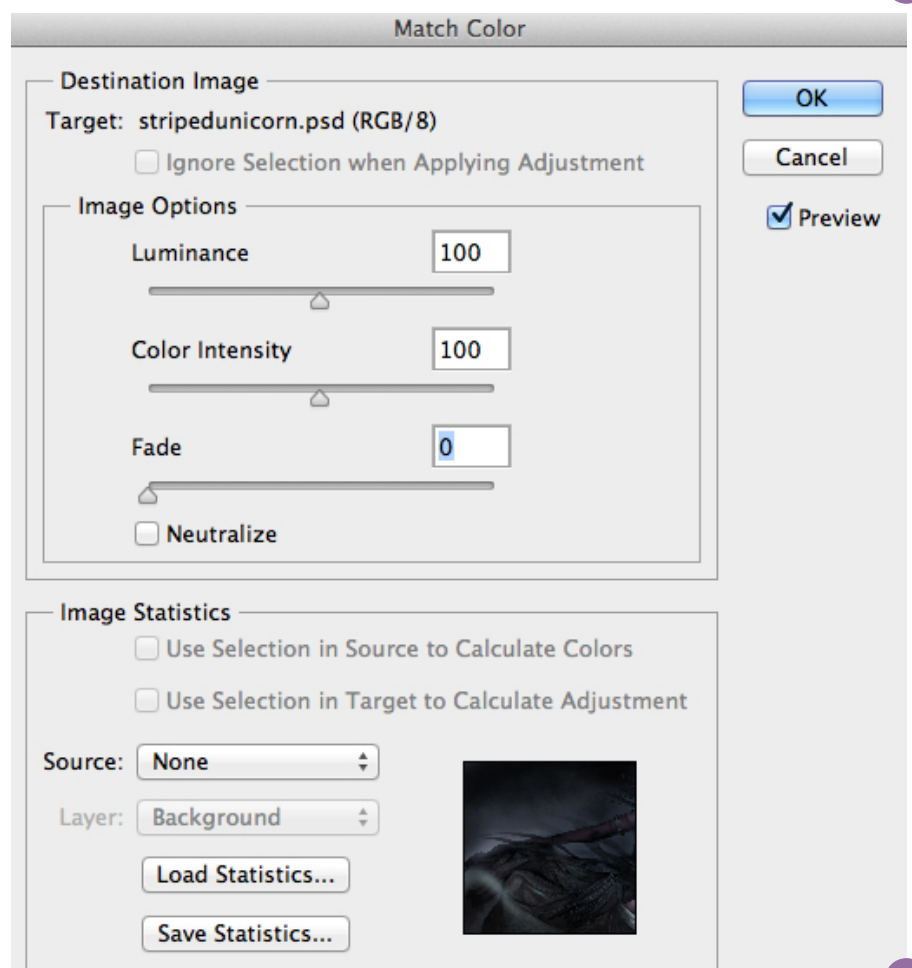 Match Color
Destination Image
Target: stripedunicorn.psd (RGB/8)
OK
Ignore Selection when Applying Adjustment
Cancel
Image Options
Preview
Luminance 100
Color Intensity 100
Fade 0
Neutralize
Image Statistics
Use Selection in Source to Calculate Colors
Use Selection in Target to Calculate Adjustment
Source: None
Layer: Background
Load Statistics...
Save Statistics...